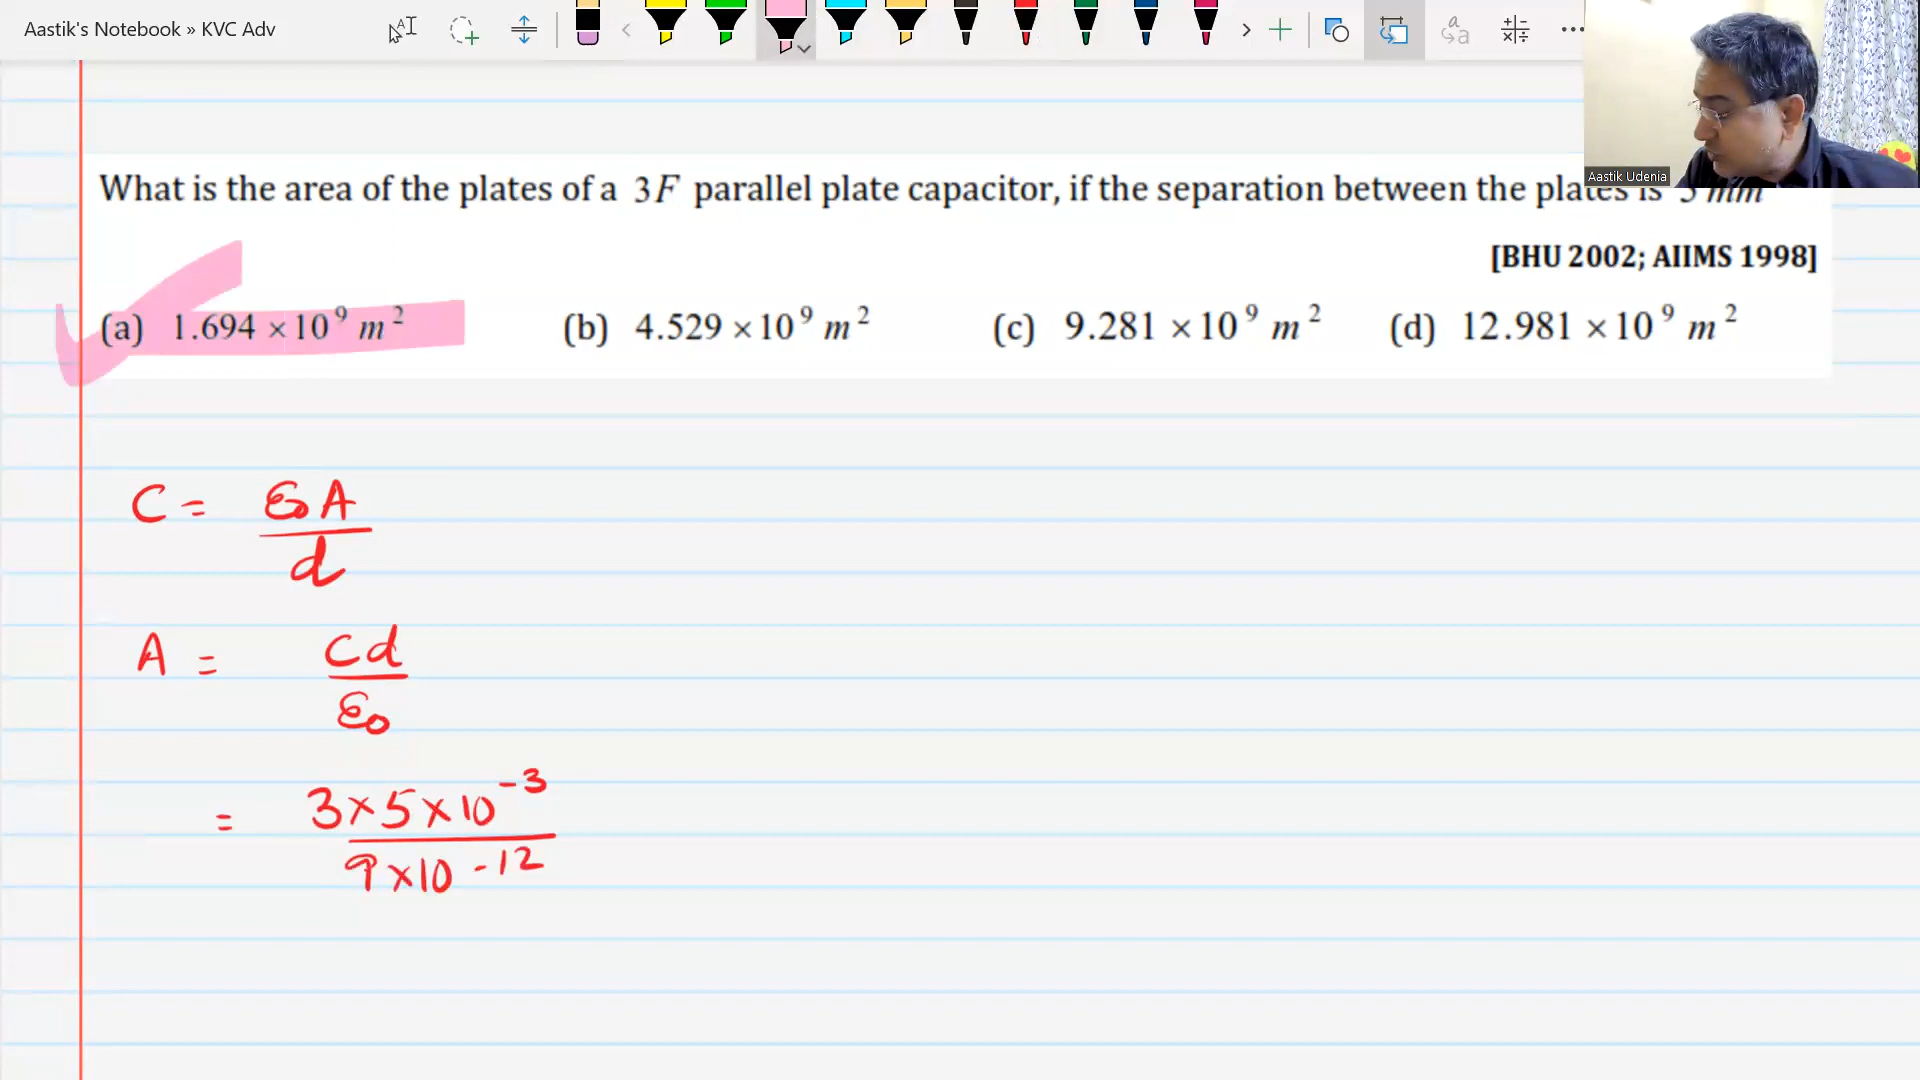 Aastik's Notebook » KVC Adv
Aastik Udenia
What is the area of the plates of a 3F parallel plate capacitor, if the separation between the plates is 5 mm
[BHU 2002; AIIMS 1998]
(a) 1.694 × 10⁹ m² (b) 4.529 × 10⁹ m² (c) 9.281 × 10⁹ m² (d) 12.981 × 10⁹ m²
C = ε₀A
d
A = Cd
ε₀
= 3×5×10⁻³
9×10⁻¹²